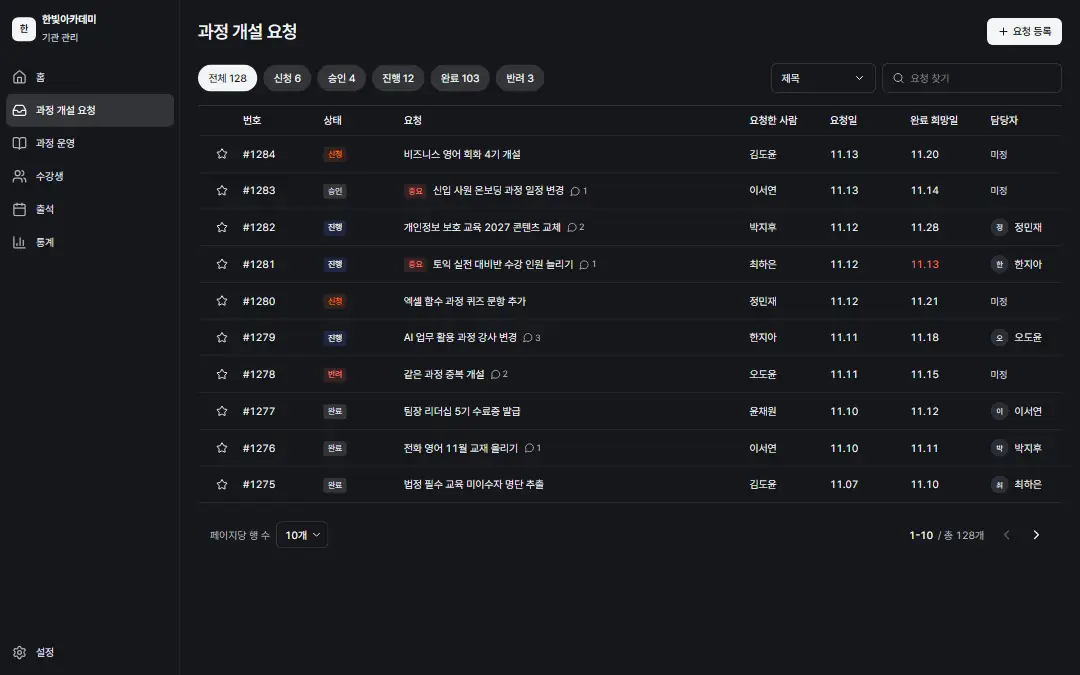 한
한빛아카데미
기관 관리
홈
과정 개설 요청
과정 운영
수강생
출석
통계
설정
과정 개설 요청
+ 요청 등록
전체 128
신청 6
승인 4
진행 12
완료 103
반려 3
제목
요청 찾기
번호 상태 요청 요청한 사람 요청일 완료 희망일 담당자
#1284 신청 비즈니스 영어 회화 4기 개설 김도윤 11.13 11.20 미정
#1283 승인 중요 신입 사원 온보딩 과정 일정 변경 1 이서연 11.13 11.14 미정
#1282 진행 개인정보 보호 교육 2027 콘텐츠 교체 2 박지후 11.12 11.28 정 정민재
#1281 진행 중요 토익 실전 대비반 수강 인원 늘리기 1 최하은 11.12 11.13 한 한지아
#1280 신청 엑셀 함수 과정 퀴즈 문항 추가 정민재 11.12 11.21 미정
#1279 진행 AI 업무 활용 과정 강사 변경 3 한지아 11.11 11.18 오 오도윤
#1278 반려 같은 과정 중복 개설 2 오도윤 11.11 11.15 미정
#1277 완료 팀장 리더십 5기 수료증 발급 윤채원 11.10 11.12 이 이서연
#1276 완료 전화 영어 11월 교재 올리기 1 이서연 11.10 11.11 박 박지후
#1275 완료 법정 필수 교육 미이수자 명단 추출 김도윤 11.07 11.10 최 최하은
페이지당 행 수 10개
1-10 / 총 128개